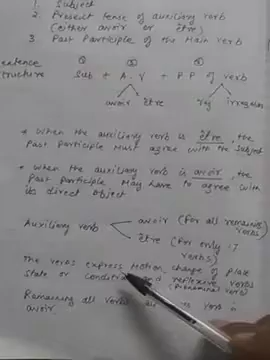 1. Subject
2. Present tense of auxiliary verb
(either avoir or être)
3. Past Participle of the Main verb
① ② ③
Sentence Sub + A.V + P.P of verb
structure
avoir être reg irregular
* When the auxiliary verb is être, the
Past Participle must agree with the Subject
* When the auxiliary verb is avoir, the
Past participle may have to agree with
its direct object
avoir (For all remaining
verbs)
Auxiliary verb
être (For only 17
verbs)
The verbs express Motion, change of place
state or condition and reflexive verbs
(Pronominal verb)
Remaining all verbs verb is
avoir.